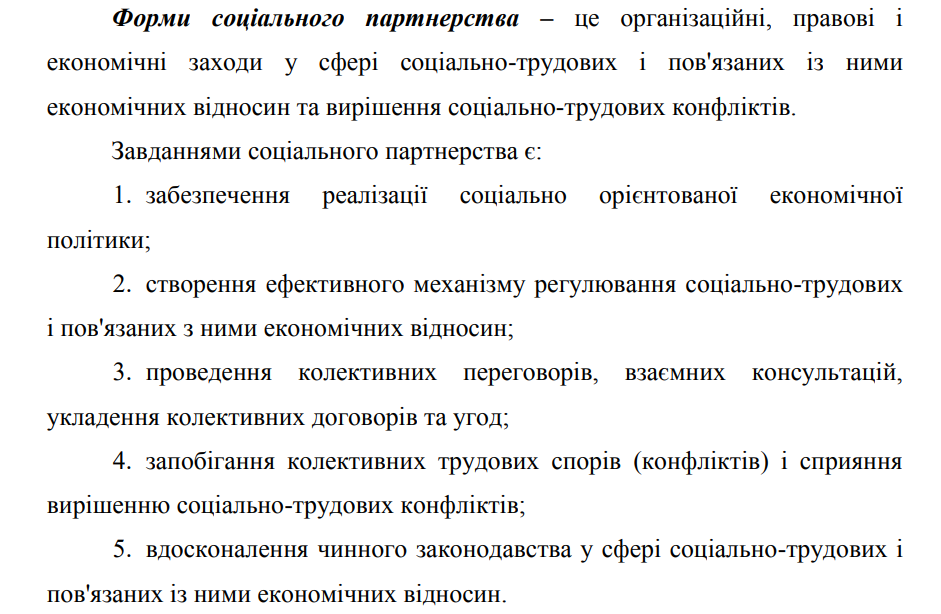 Форми соціального партнерства – це організаційні, правові і
економічні заходи у сфері соціально-трудових і пов'язаних із ними
економічних відносин та вирішення соціально-трудових конфліктів.
Завданнями соціального партнерства є:
1. забезпечення реалізації соціально орієнтованої економічної
політики;
2. створення ефективного механізму регулювання соціально-трудових
і пов'язаних з ними економічних відносин;
3. проведення колективних переговорів, взаємних консультацій,
укладення колективних договорів та угод;
4. запобігання колективних трудових спорів (конфліктів) і сприяння
вирішенню соціально-трудових конфліктів;
5. вдосконалення чинного законодавства у сфері соціально-трудових і
пов'язаних із ними економічних відносин.